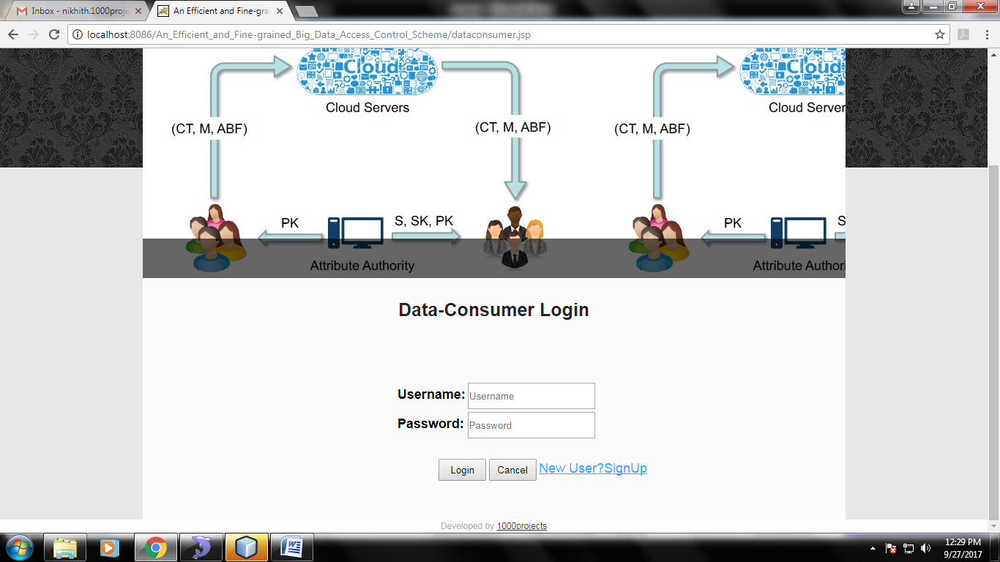 Inbox - nikhith.1000proje
An Efficient and Fine-grai
localhost:8086/An_Efficient_and_Fine-grained_Big_Data_Access_Control_Scheme/dataconsumer.jsp
Cloud Cloud
Cloud Servers Cloud Server
(CT, M, ABF) (CT, M, ABF) (CT, M, ABF)
PK S, SK, PK PK S
Attribute Authority Attribute Authori
Data-Consumer Login
Username: Username
Password: Password
Login Cancel New User?SignUp
Developed by 1000projects
12:29 PM
9/27/2017